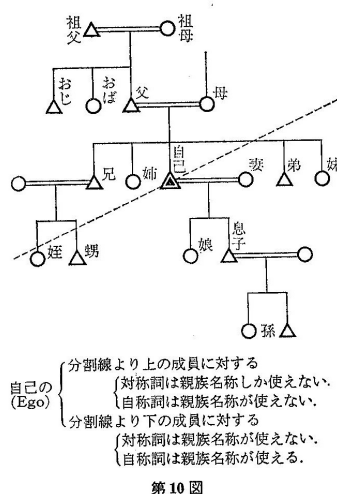 祖父
祖母
おじ
おば
父
母
兄
姉
自己
妻
弟
妹
姪
甥
娘
息子
孫
自己の
(Ego)
分割線より上の成員に対する
対称詞は親族名称しか使えない.
自称詞は親族名称が使えない.
分割線より下の成員に対する
対称詞は親族名称が使えない.
自称詞は親族名称が使える.
第10図